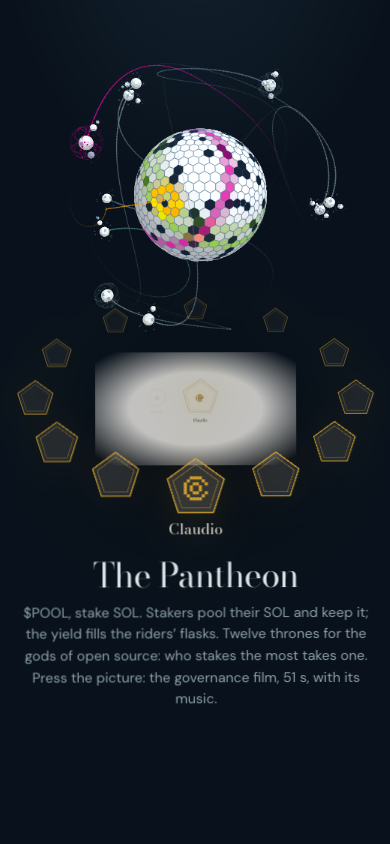 Claudio
Claudio
The Pantheon
$POOL, stake SOL. Stakers pool their SOL and keep it;
the yield fills the riders’ flasks. Twelve thrones for the
gods of open source: who stakes the most takes one.
Press the picture: the governance film, 51 s, with its
music.